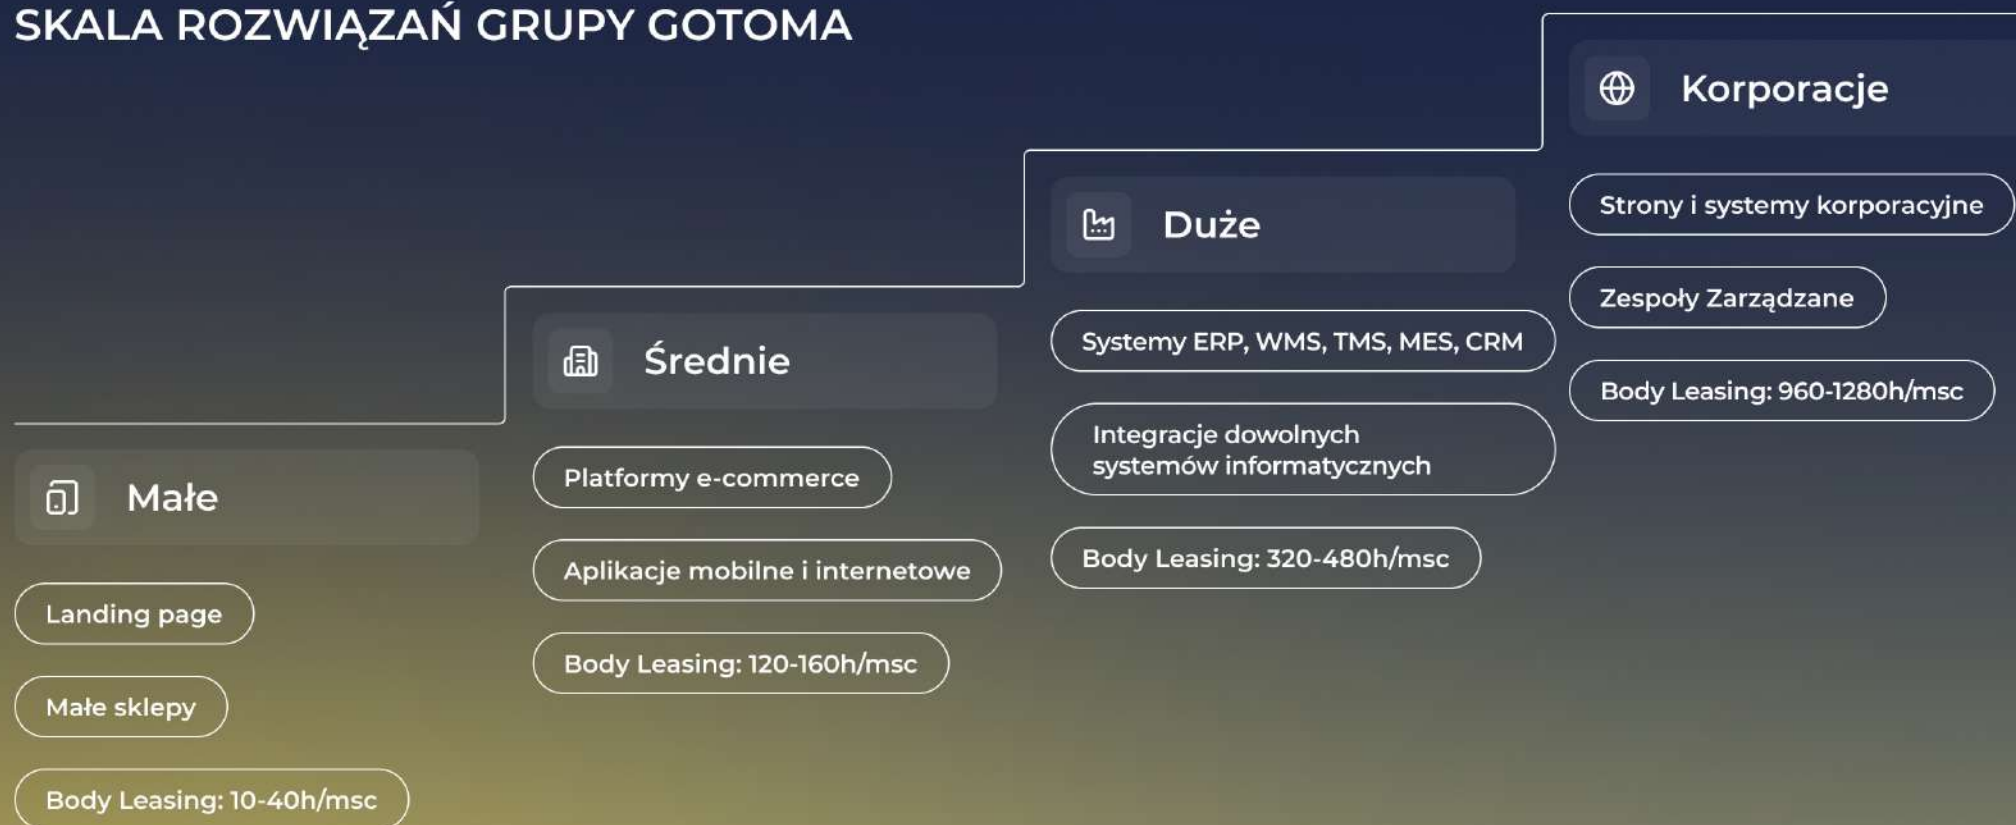 SKALA ROZWIĄZAŃ GRUPY GOTOMA
Małe
Landing page
Małe sklepy
Body Leasing: 10-40h/msc
Średnie
Platformy e-commerce
Aplikacje mobilne i internetowe
Body Leasing: 120-160h/msc
Duże
Systemy ERP, WMS, TMS, MES, CRM
Integracje dowolnych
systemów informatycznych
Body Leasing: 320-480h/msc
Korporacje
Strony i systemy korporacyjne
Zespoły Zarządzane
Body Leasing: 960-1280h/msc